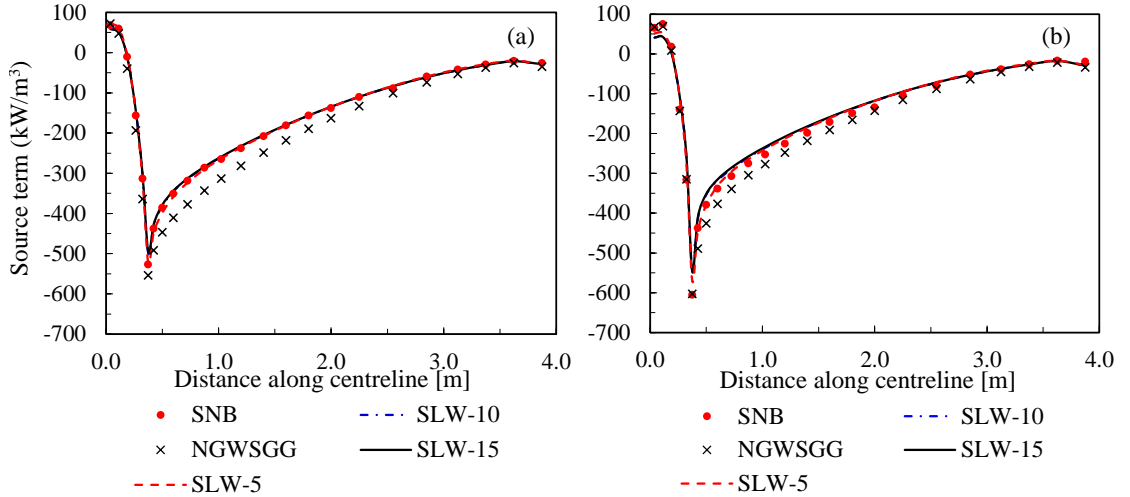 100
0
-100
-200
-300
-400
-500
-600
-700
Source term (kW/m³)
(a)
0.0 1.0 2.0 3.0 4.0
Distance along centreline [m]
SNB SLW-10
NGWSGG SLW-15
SLW-5
100
0
-100
-200
-300
-400
-500
-600
-700
(b)
0.0 1.0 2.0 3.0 4.0
Distance along centreline [m]
SNB SLW-10
NGWSGG SLW-15
SLW-5